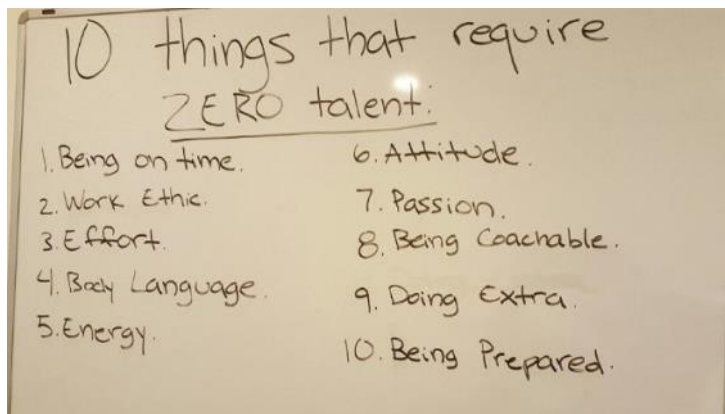 10 things that require
ZERO talent:
1. Being on time.
2. Work Ethic.
3. Effort.
4. Body Language.
5. Energy.
6. Attitude.
7. Passion.
8. Being Coachable.
9. Doing Extra.
10. Being Prepared.